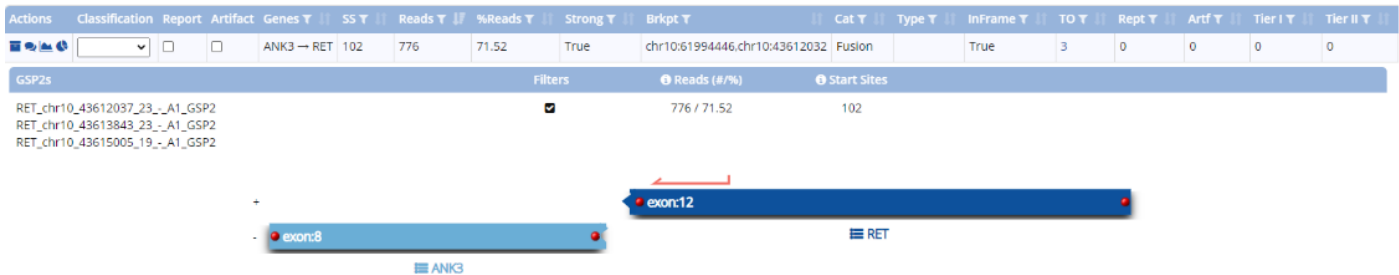 Actions Classification Report Artifact Genes SS Reads %Reads Strong Brkpt Cat Type InFrame TO Rept Artf Tier I Tier II
ANK3 → RET 102 776 71.52 True chr10:61994446,chr10:43612032 Fusion True 3 0 0 0 0
GSP2s Filters Reads (#/%) Start Sites
RET_chr10_43612037_23_-_A1_GSP2 776 / 71.52 102
RET_chr10_43613843_23_-_A1_GSP2
RET_chr10_43615005_19_-_A1_GSP2
+ exon:12
- exon:8
RET
ANK3